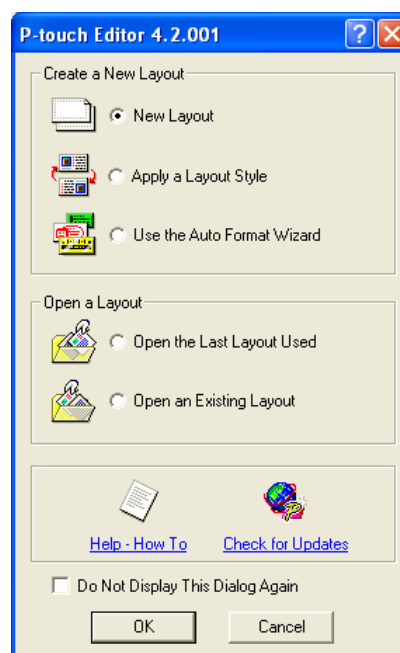 P-touch Editor 4.2.001
Create a New Layout
New Layout
Apply a Layout Style
Use the Auto Format Wizard
Open a Layout
Open the Last Layout Used
Open an Existing Layout
Help - How To
Check for Updates
Do Not Display This Dialog Again
OK
Cancel